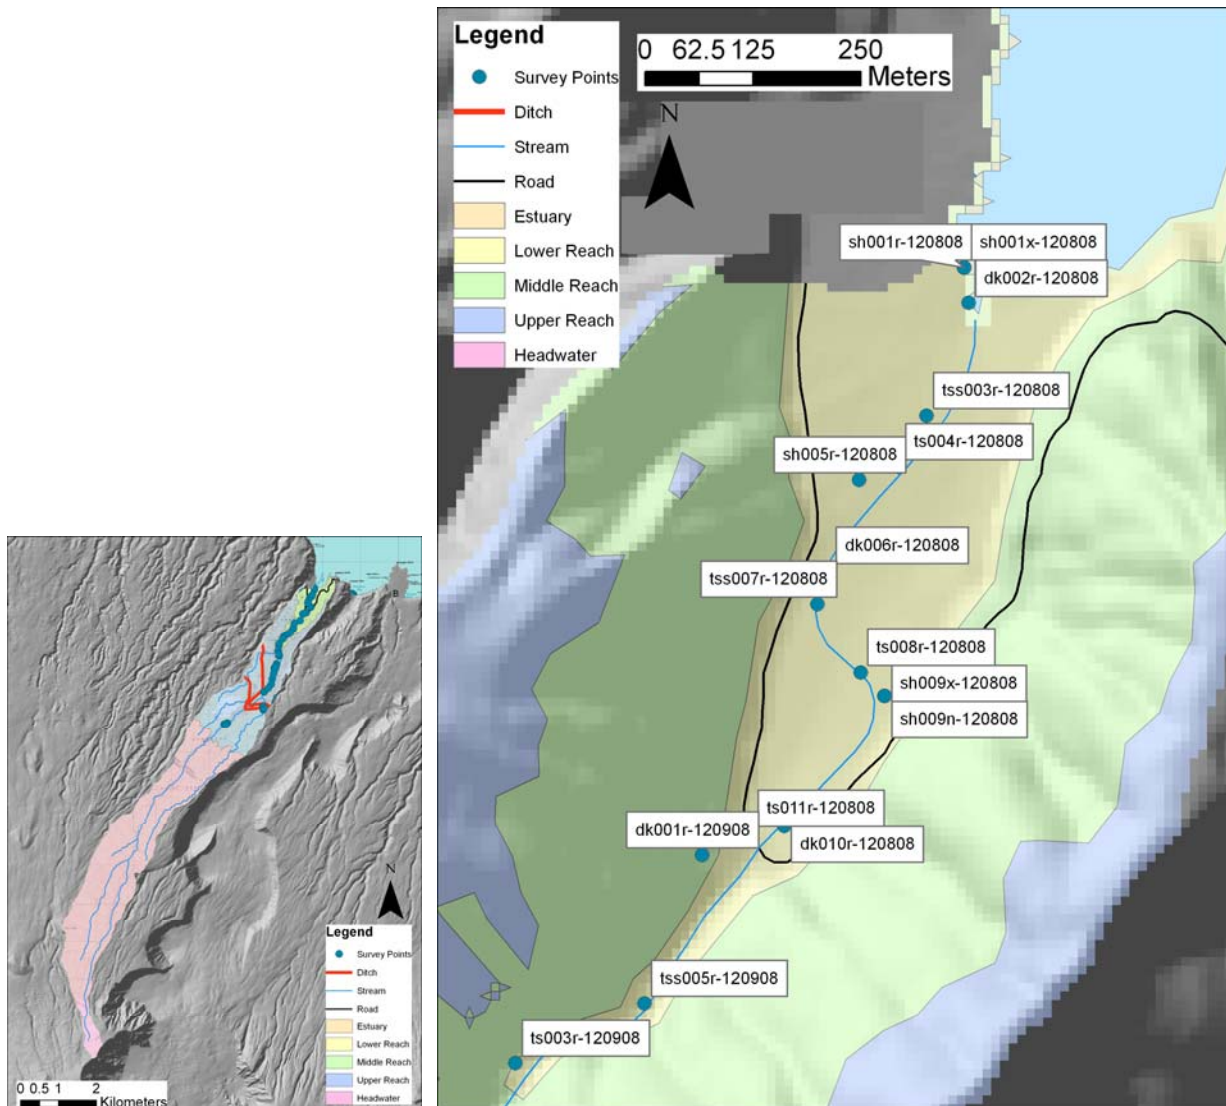 Legend
Survey Points
Ditch
Stream
Road
Estuary
Lower Reach
Middle Reach
Upper Reach
Headwater
0 62.5 125 250
Meters
N
sh001r-120808
sh001x-120808
dk002r-120808
tss003r-120808
ts004r-120808
sh005r-120808
dk006r-120808
tss007r-120808
ts008r-120808
sh009x-120808
sh009n-120808
ts011r-120808
dk001r-120908
dk010r-120808
tss005r-120908
ts003r-120908
B
N
Legend
Survey Points
Ditch
Stream
Road
Estuary
Lower Reach
Middle Reach
Upper Reach
Headwater
0 0.5 1 2
Kilometers